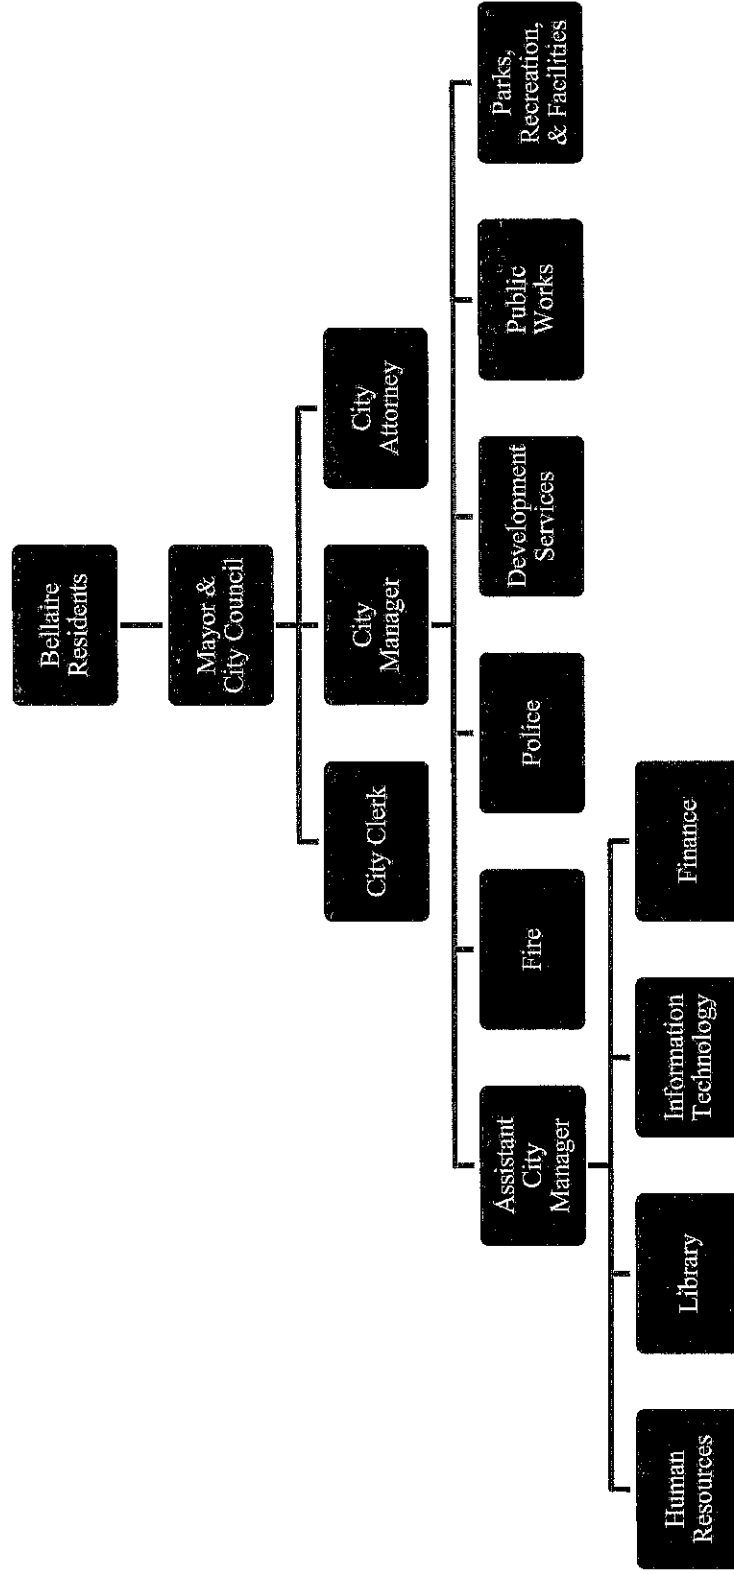 Bellaire
Residents
Mayor &
City Council
City Clerk
City
Manager
City
Attorney
Assistant
City
Manager
Fire
Police
Development
Services
Public
Works
Parks,
Recreation,
& Facilities
Human
Resources
Library
Information
Technology
Finance